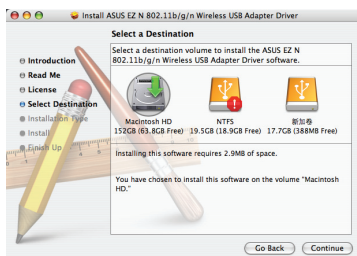 Install ASUS EZ N 802.11b/g/n Wireless USB Adapter Driver
Select a Destination
Introduction
Read Me
License
Select Destination
Installation Type
Install
Finish Up
Select a destination volume to install the ASUS EZ N
802.11b/g/n Wireless USB Adapter Driver software.
Macintosh HD
152GB (63.8GB Free)
NTFS
19.5GB (18.9GB Free)
新加卷
17.7GB (388MB Free)
Installing this software requires 2.9MB of space.
You have chosen to install this software on the volume "Macintosh
HD."
Go Back
Continue